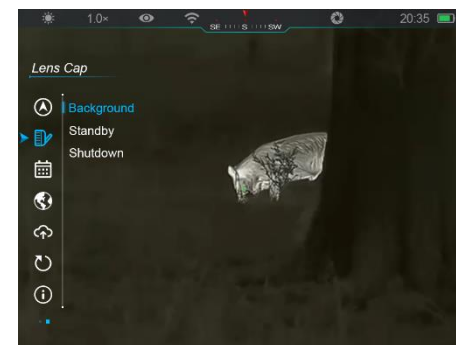 1.0×
SE S SW
20:35
Lens Cap
Background
Standby
Shutdown